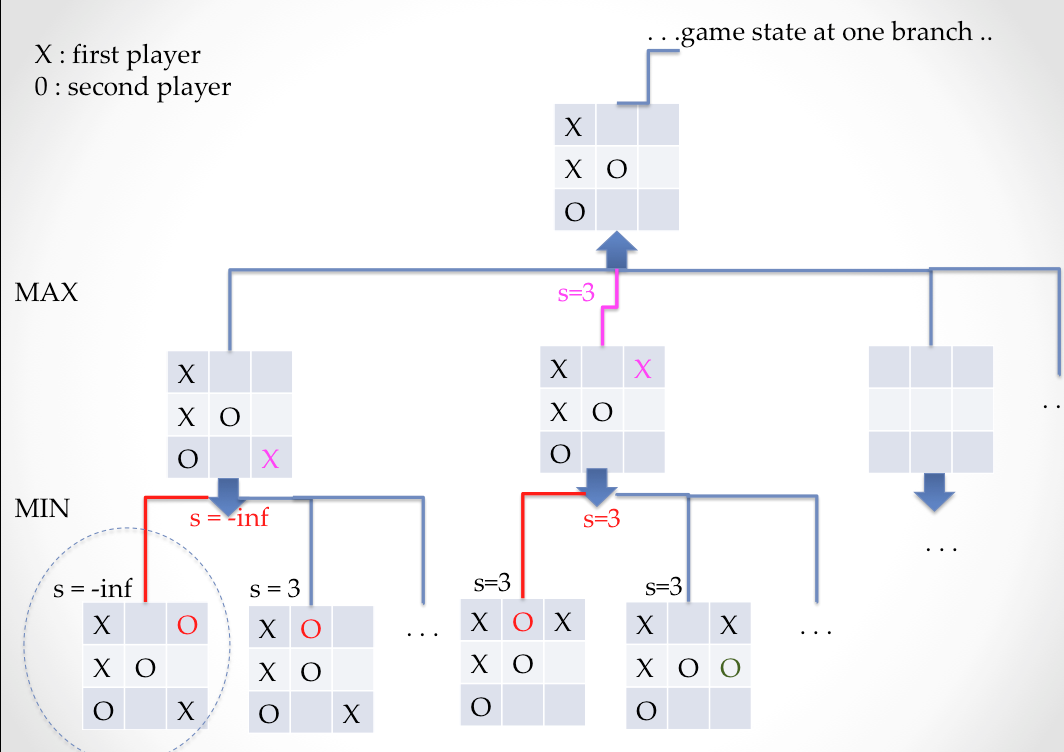 . . .game state at one branch ..
X : first player
0 : second player
X
X O
O
MAX
s=3
X
X O
O X
X X
X O
O
. .
MIN
s = -inf
s=3
. . .
s = -inf
s = 3
s=3
s=3
X O
X O
O X
X O
X O
O X
. . .
X O X
X O
O
X X
X O O
O
. . .